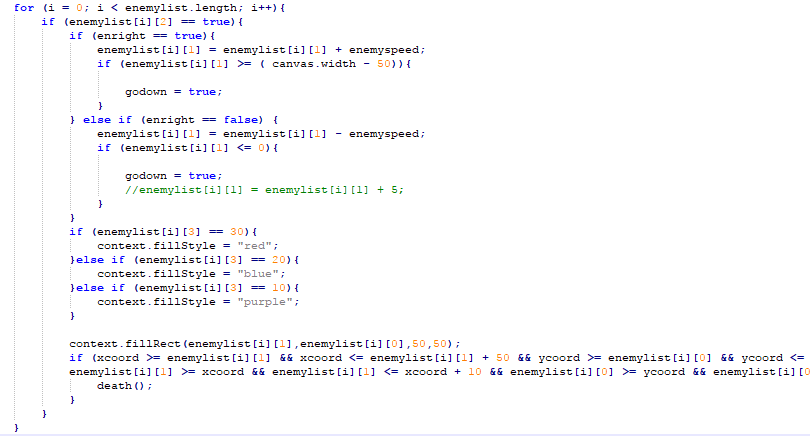 for (i = 0; i < enemylist.length; i++){
if (enemylist[i][2] == true){
if (enright == true){
enemylist[i][1] = enemylist[i][1] + enemyspeed;
if (enemylist[i][1] >= ( canvas.width - 50)){
godown = true;
}
} else if (enright == false) {
enemylist[i][1] = enemylist[i][1] - enemyspeed;
if (enemylist[i][1] <= 0){
godown = true;
//enemylist[i][1] = enemylist[i][1] + 5;
}
}
if (enemylist[i][3] == 30){
context.fillStyle = "red";
}else if (enemylist[i][3] == 20){
context.fillStyle = "blue";
}else if (enemylist[i][3] == 10){
context.fillStyle = "purple";
}
context.fillRect(enemylist[i][1],enemylist[i][0],50,50);
if (xcoord >= enemylist[i][1] && xcoord <= enemylist[i][1] + 50 && ycoord >= enemylist[i][0] && ycoord <=
enemylist[i][1] >= xcoord && enemylist[i][1] <= xcoord + 10 && enemylist[i][0] >= ycoord && enemylist[i][0
death();
}
}
}